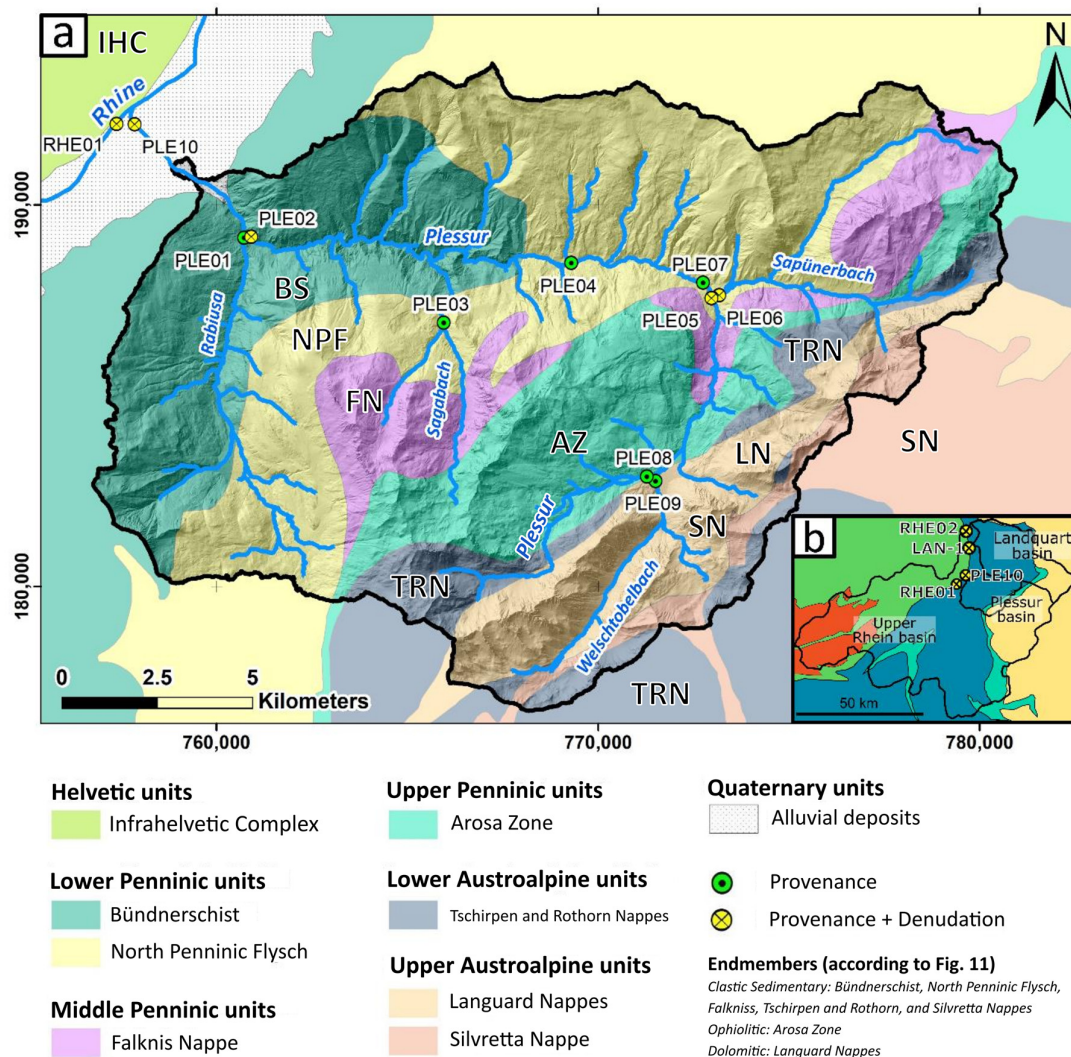 a
IHC
N
Rhine
RHE01
PLE10
190,000
PLE02
PLE01
Plessur
PLE07
Sapünerbach
BS
PLE04
PLE03
PLE05
PLE06
Rabiusa
NPF
TRN
FN
Sagabach
AZ
LN
SN
PLE08
PLE09
SN
Plessur
180,000
TRN
Welschtobelbach
TRN
0 2.5 5
Kilometers
b
RHE02
LAN-1
Landquart
basin
PLE10
RHE01
Plessur
basin
Upper
Rhein basin
50 km
760,000 770,000 780,000
Helvetic units
Infrahelvetic Complex
Lower Penninic units
Bündnerschist
North Penninic Flysch
Middle Penninic units
Falknis Nappe
Upper Penninic units
Arosa Zone
Lower Austroalpine units
Tschirpen and Rothorn Nappes
Upper Austroalpine units
Languard Nappes
Silvretta Nappe
Quaternary units
Alluvial deposits
Provenance
Provenance + Denudation
Endmembers (according to Fig. 11)
Clastic Sedimentary: Bündnerschist, North Penninic Flysch,
Falkniss, Tschirpen and Rothorn, and Silvretta Nappes
Ophiolitic: Arosa Zone
Dolomitic: Languard Nappes